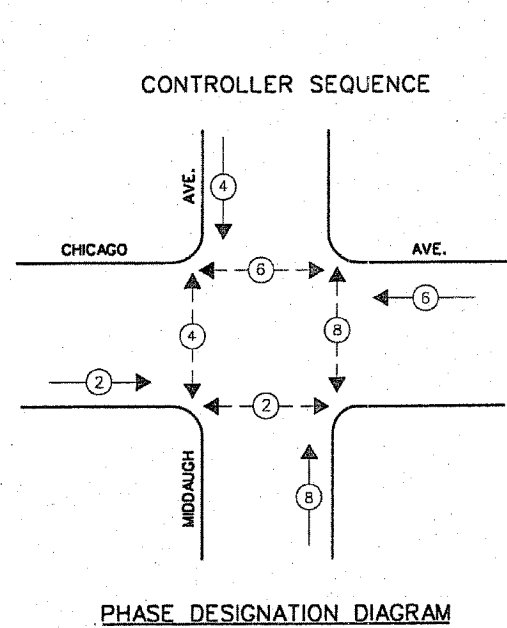 CONTROLLER SEQUENCE
AVE.
4
CHICAGO
AVE.
6
6
4
8
2
2
MIDDAUGH
8
PHASE DESIGNATION DIAGRAM